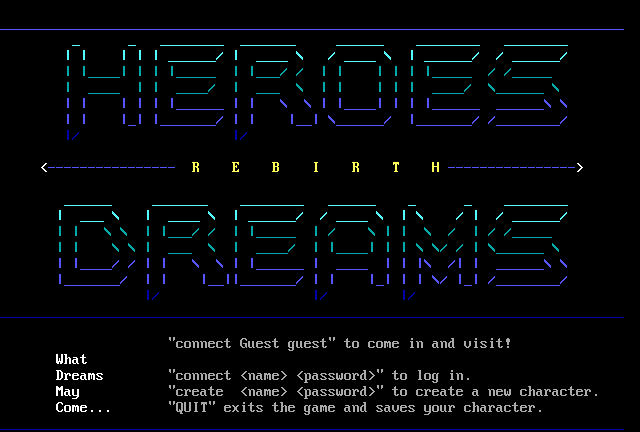 HEROES
REBIRTH
DREAMS
"connect Guest guest" to come in and visit!
What
Dreams "connect <name> <password>" to log in.
May "create <name> <password>" to create a new character.
Come... "QUIT" exits the game and saves your character.